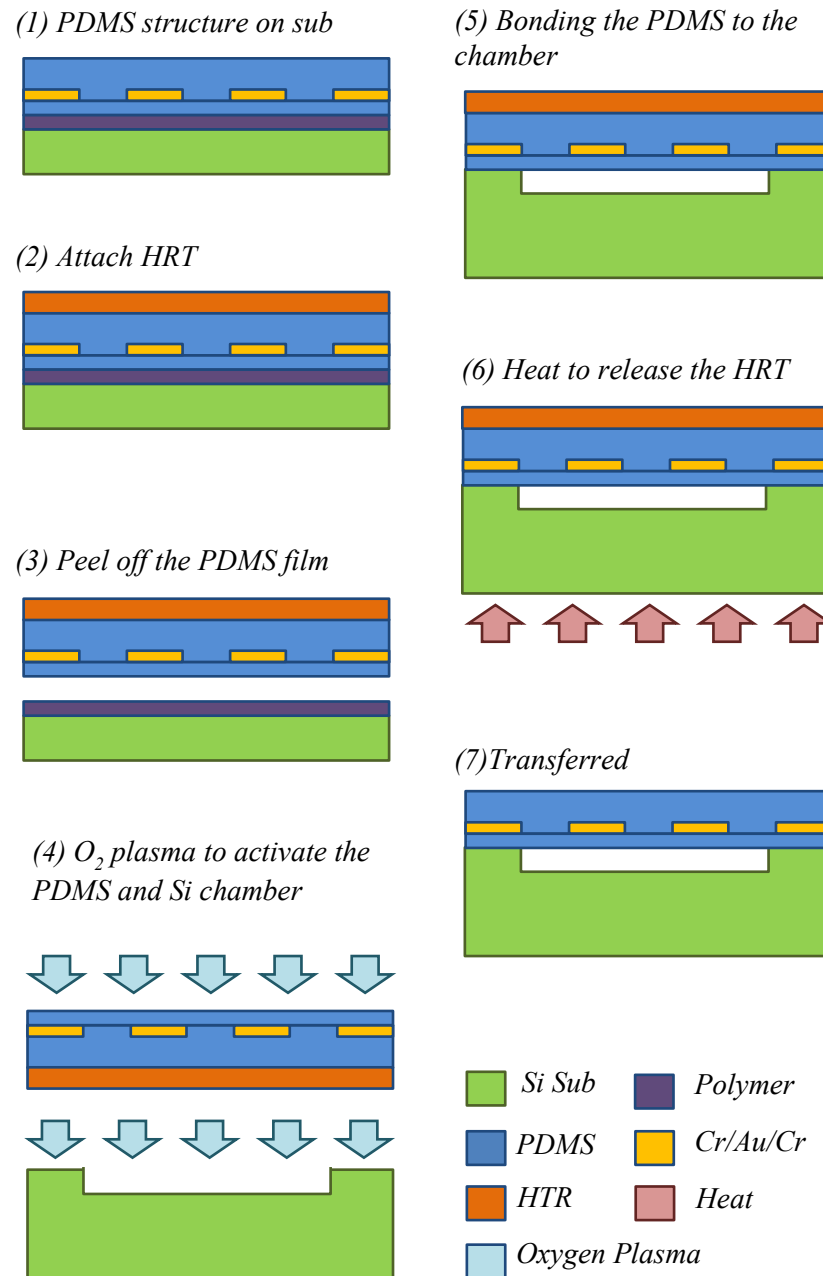 (1) PDMS structure on sub
(2) Attach HRT
(3) Peel off the PDMS film
(4) O₂ plasma to activate the
PDMS and Si chamber
(5) Bonding the PDMS to the
chamber
(6) Heat to release the HRT
(7)Transferred
Si Sub
Polymer
PDMS
Cr/Au/Cr
HTR
Heat
Oxygen Plasma